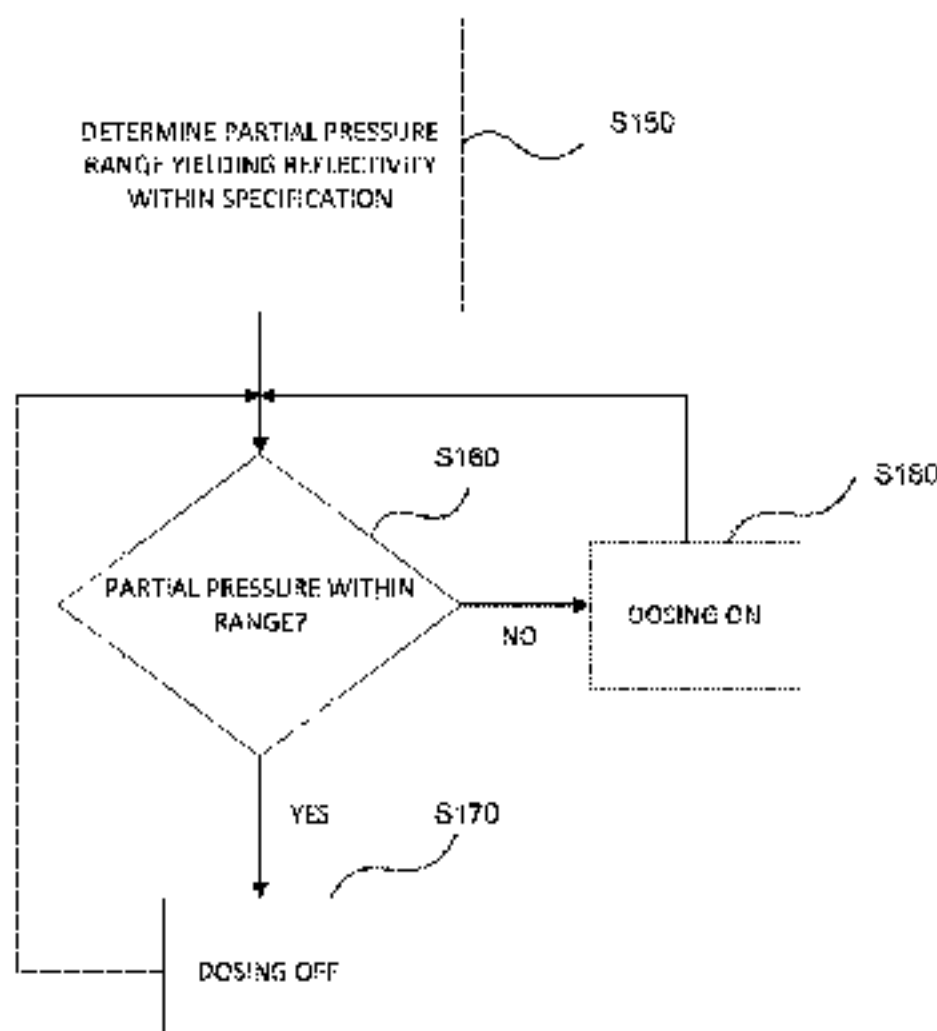 DETERMINE PARTIAL PRESSURE
RANGE YIELDING REFLECTIVITY
WITHIN SPECIFICATION
S150
S160
S180
PARTIAL PRESSURE WITHIN
RANGE?
NO
DOSING ON
YES
S170
DOSING OFF